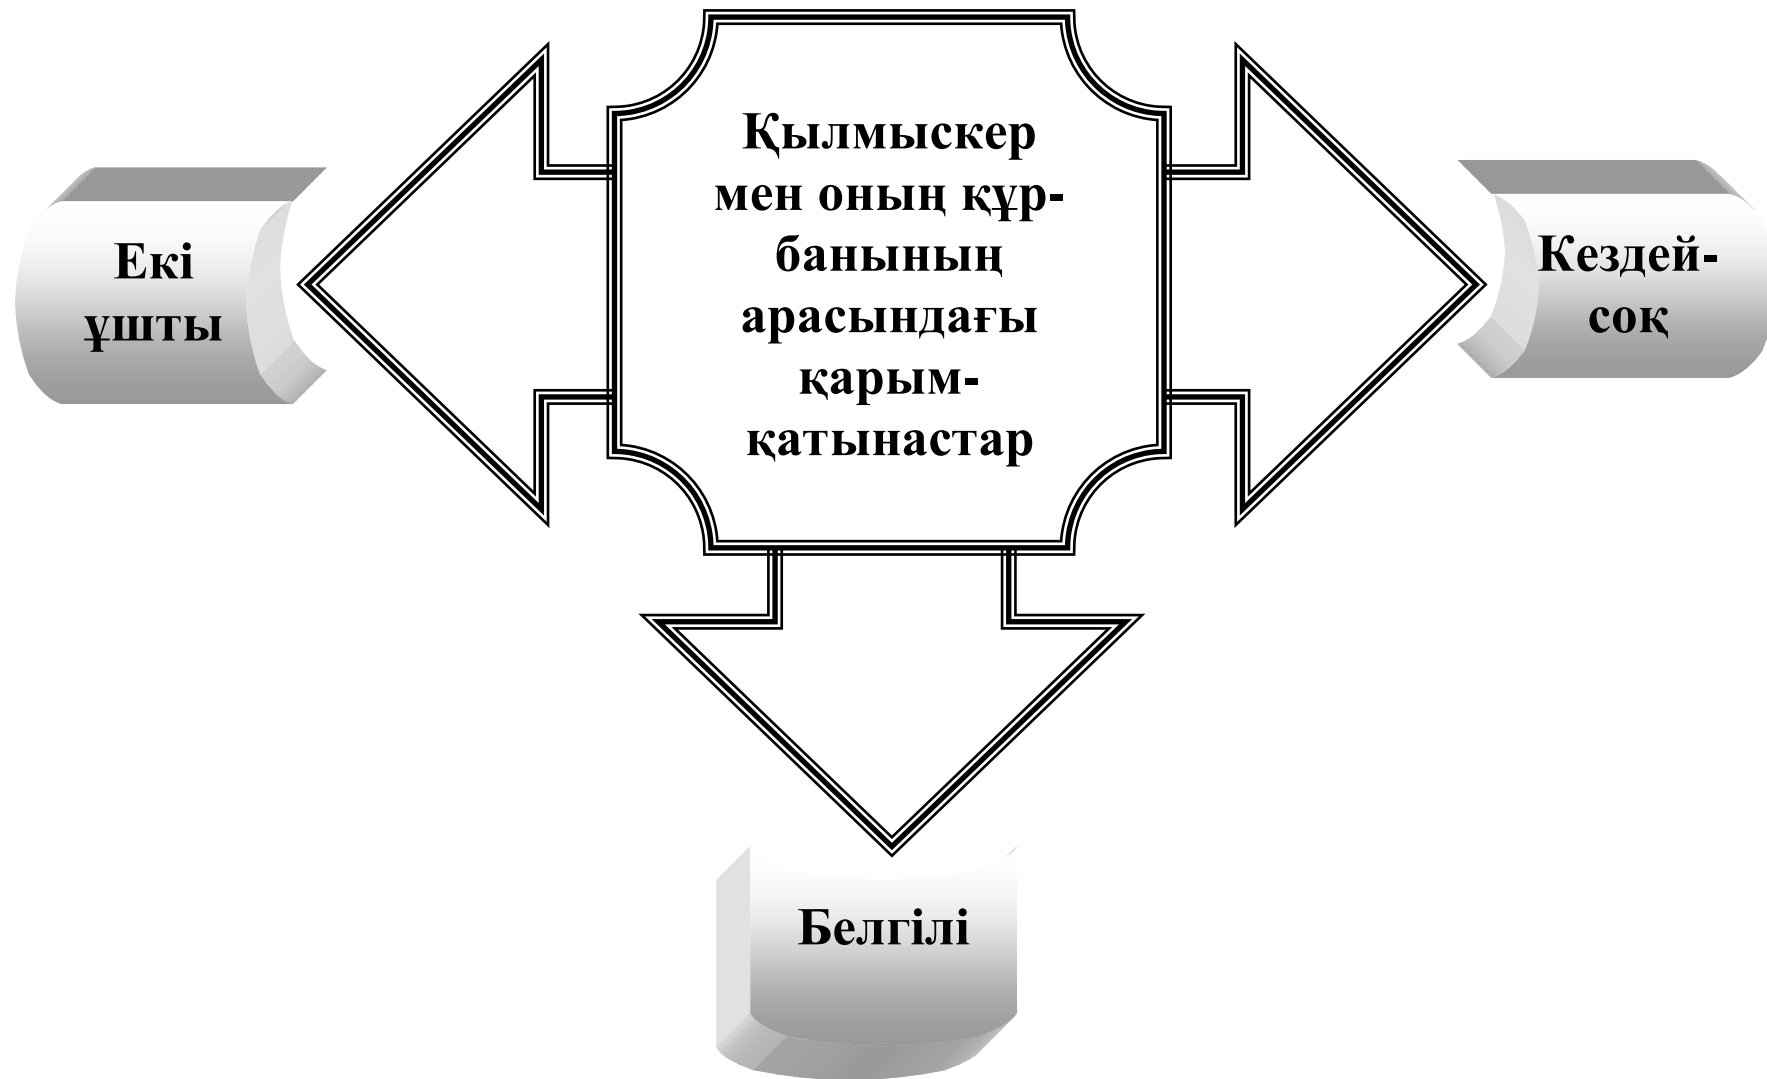 Қылмыскер
мен оның құр-
банының
арасындағы
қарым-
қатынастар
Екі
ұшты
Кездей-
соқ
Белгілі